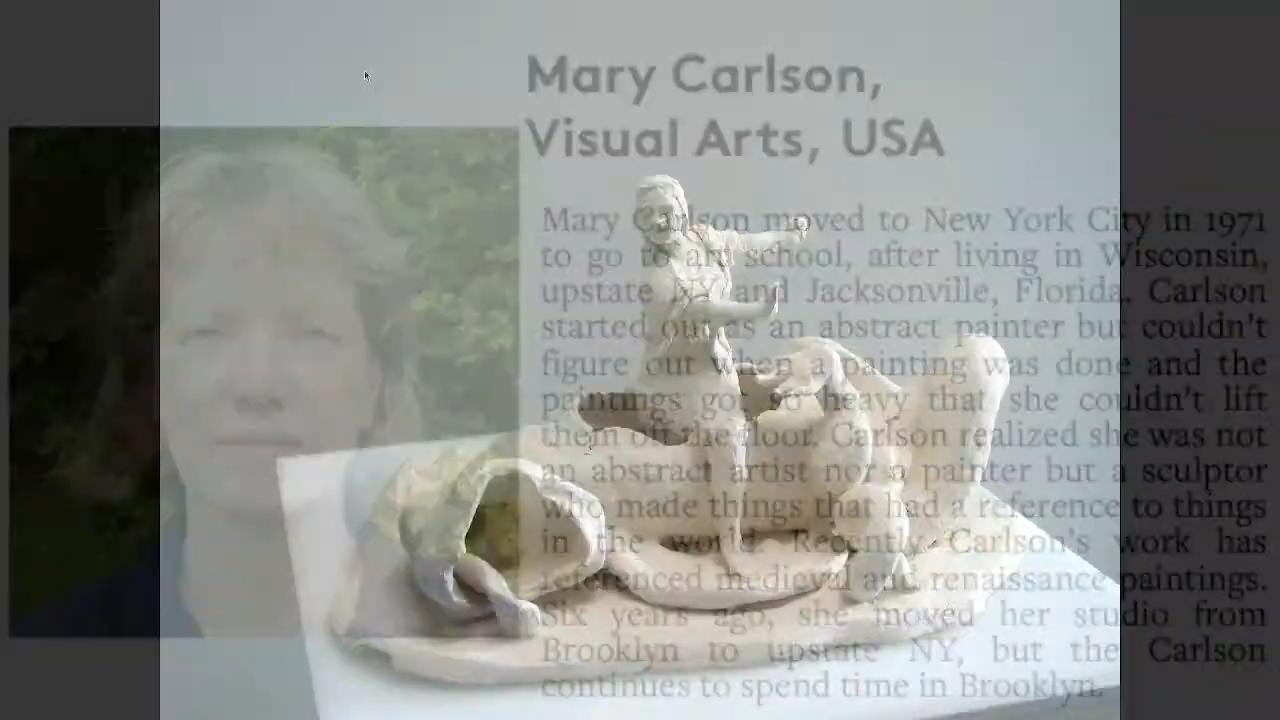 Mary Carlson,
Visual Arts, USA
Mary Carlson moved to New York City in 1971
to go to art school, after living in Wisconsin,
upstate NY and Jacksonville, Florida. Carlson
started out as an abstract painter but couldn't
figure out when a painting was done and the
paintings got so heavy that she couldn't lift
them off the floor. Carlson realized she was not
an abstract artist nor a painter but a sculptor
who made things that had a reference to things
in the world. Recently Carlson's work has
referenced medieval and renaissance paintings.
Six years ago, she moved her studio from
Brooklyn to upstate NY, but the Carlson
continues to spend time in Brooklyn.